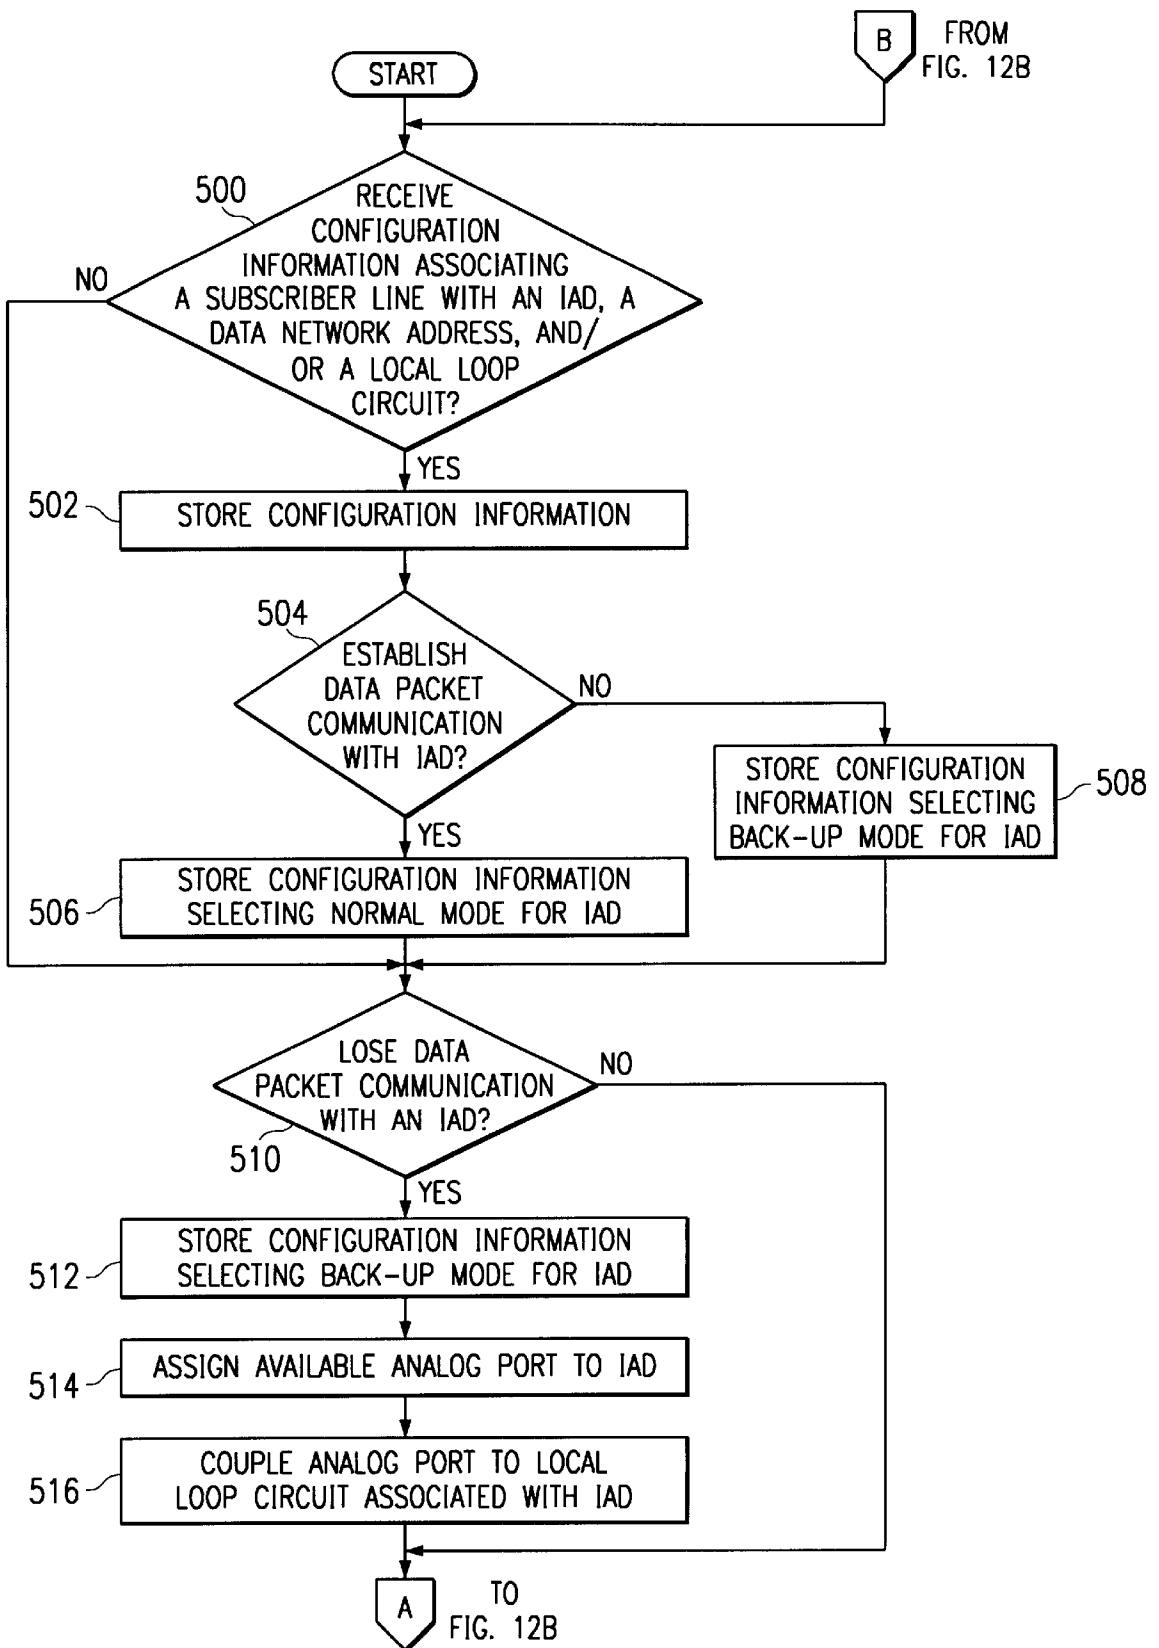 START
B
FROM
FIG. 12B
500
RECEIVE
CONFIGURATION
INFORMATION ASSOCIATING
A SUBSCRIBER LINE WITH AN IAD, A
DATA NETWORK ADDRESS, AND/
OR A LOCAL LOOP
CIRCUIT?
NO
YES
502
STORE CONFIGURATION INFORMATION
504
ESTABLISH
DATA PACKET
COMMUNICATION
WITH IAD?
NO
YES
STORE CONFIGURATION
INFORMATION SELECTING
BACK-UP MODE FOR IAD
508
506
STORE CONFIGURATION INFORMATION
SELECTING NORMAL MODE FOR IAD
LOSE DATA
PACKET COMMUNICATION
WITH AN IAD?
NO
510
YES
512
STORE CONFIGURATION INFORMATION
SELECTING BACK-UP MODE FOR IAD
514
ASSIGN AVAILABLE ANALOG PORT TO IAD
516
COUPLE ANALOG PORT TO LOCAL
LOOP CIRCUIT ASSOCIATED WITH IAD
A
TO
FIG. 12B